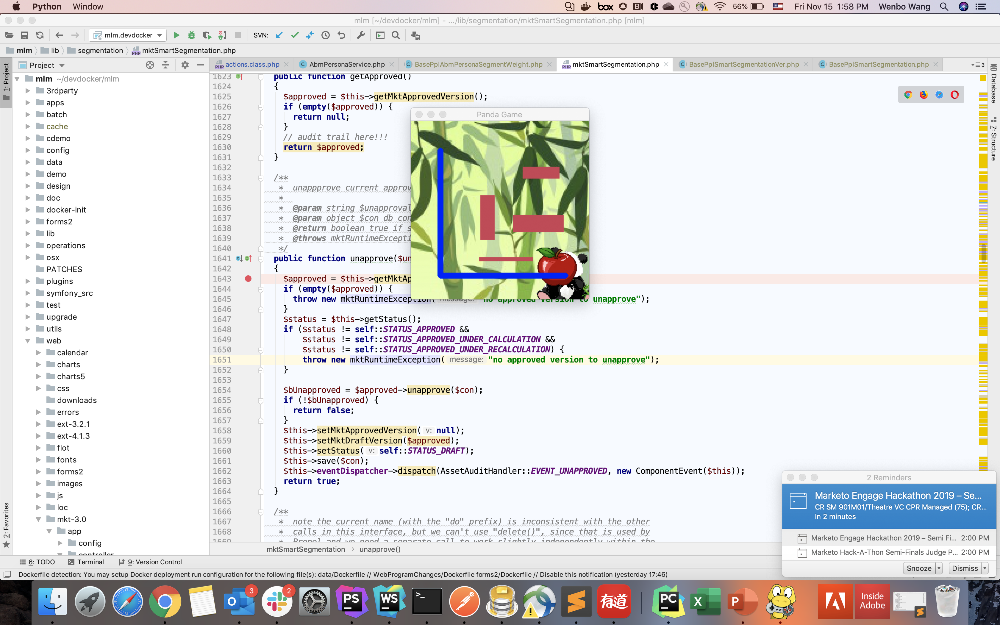 Python Window
box
56%
Fri Nov 15 1:58 PM Wenbo Wang
mlm [~/devdocker/mlm] - .../lib/segmentation/mktSmartSegmentation.php [mlm]
mlm.devdocker
SVN:
mlm lib segmentation mktSmartSegmentation.php
Project
actions.class.php
AbmPersonaService.php
BasePplAbmPersonaSegmentWeight.php
mktSmartSegmentation.php
BasePplSmartSegmentationVer.php
BasePplSmartSegmentation.php
3
1: Project
2: Favorites
Database
7: Structure
mlm ~/devdocker/mlm
3rdparty
apps
batch
cache
cdemo
config
data
demo
design
doc
docker-init
forms2
lib
operations
osx
PATCHES
plugins
symfony_src
test
upgrade
utils
web
calendar
charts
charts5
css
downloads
errors
ext-3.2.1
ext-4.1.3
flot
fonts
forms2
images
js
loc
mkt-3.0
app
config
controller
1623 public function getApproved()
1624 {
1625 $approved = $this->getMktApprovedVersion();
1626 if (empty($approved)) {
1627 return null;
1628 }
1629 // audit trail here!!!
1630 return $approved;
1631 }
1632
1633 /**
1634 * unappprove current approv
1635 *
1636 * @param string $unapproval
1637 * @param object $con db con
1638 * @return boolean true if s
1639 * @throws mktRuntimeExcepti
1640 */
1641 public function unapprove($un
1642 {
1643 $approved = $this->getMktAp
1644 if (empty($approved)) {
1645 throw new mktRuntimeException( message: "no approved version to unapprove");
1646 }
1647 $status = $this->getStatus();
1648 if ($status != self::STATUS_APPROVED &&
1649 $status != self::STATUS_APPROVED_UNDER_CALCULATION &&
1650 $status != self::STATUS_APPROVED_UNDER_RECALCULATION) {
1651 throw new mktRuntimeException( message: "no approved version to unapprove");
1652 }
1653
1654 $bUnapproved = $approved->unapprove($con);
1655 if (!$bUnapproved) {
1656 return false;
1657 }
1658 $this->setMktApprovedVersion( v: null);
1659 $this->setMktDraftVersion($approved);
1660 $this->setStatus( v: self::STATUS_DRAFT);
1661 $this->save($con);
1662 $this->eventDispatcher->dispatch(AssetAuditHandler::EVENT_UNAPPROVED, new ComponentEvent($this));
1663 return true;
1664 }
1665
1666 /**
1667 * note the current name (with the "do" prefix) is inconsistent with the other
1668 * calls in this interface, but we can't use "delete()", since that is used by
1669 * Propel and we need a separate call to work slightly independently within the
mktSmartSegmentation › unapprove()
Panda Game
2 Reminders
Marketo Engage Hackathon 2019 – Se...
CR SM 901M01/Theatre VC CPR Managed (75); CR...
In 2 minutes
Marketo Engage Hackathon 2019 – Semi Fi... 2:00 PM
Marketo Hack-A-Thon Semi-Finals Judge P... 2:00 PM
Snooze Dismiss
6: TODO Terminal 9: Version Control
Dockerfile detection: You may setup Docker deployment run configuration for the following file(s): data/Dockerfile // WebProgramChanges/Dockerfile forms2/Dockerfile // Disable this notification (yesterday 17:46)
3
2
PS
WS
>_
有道
PC
X
P
Inside
Adobe